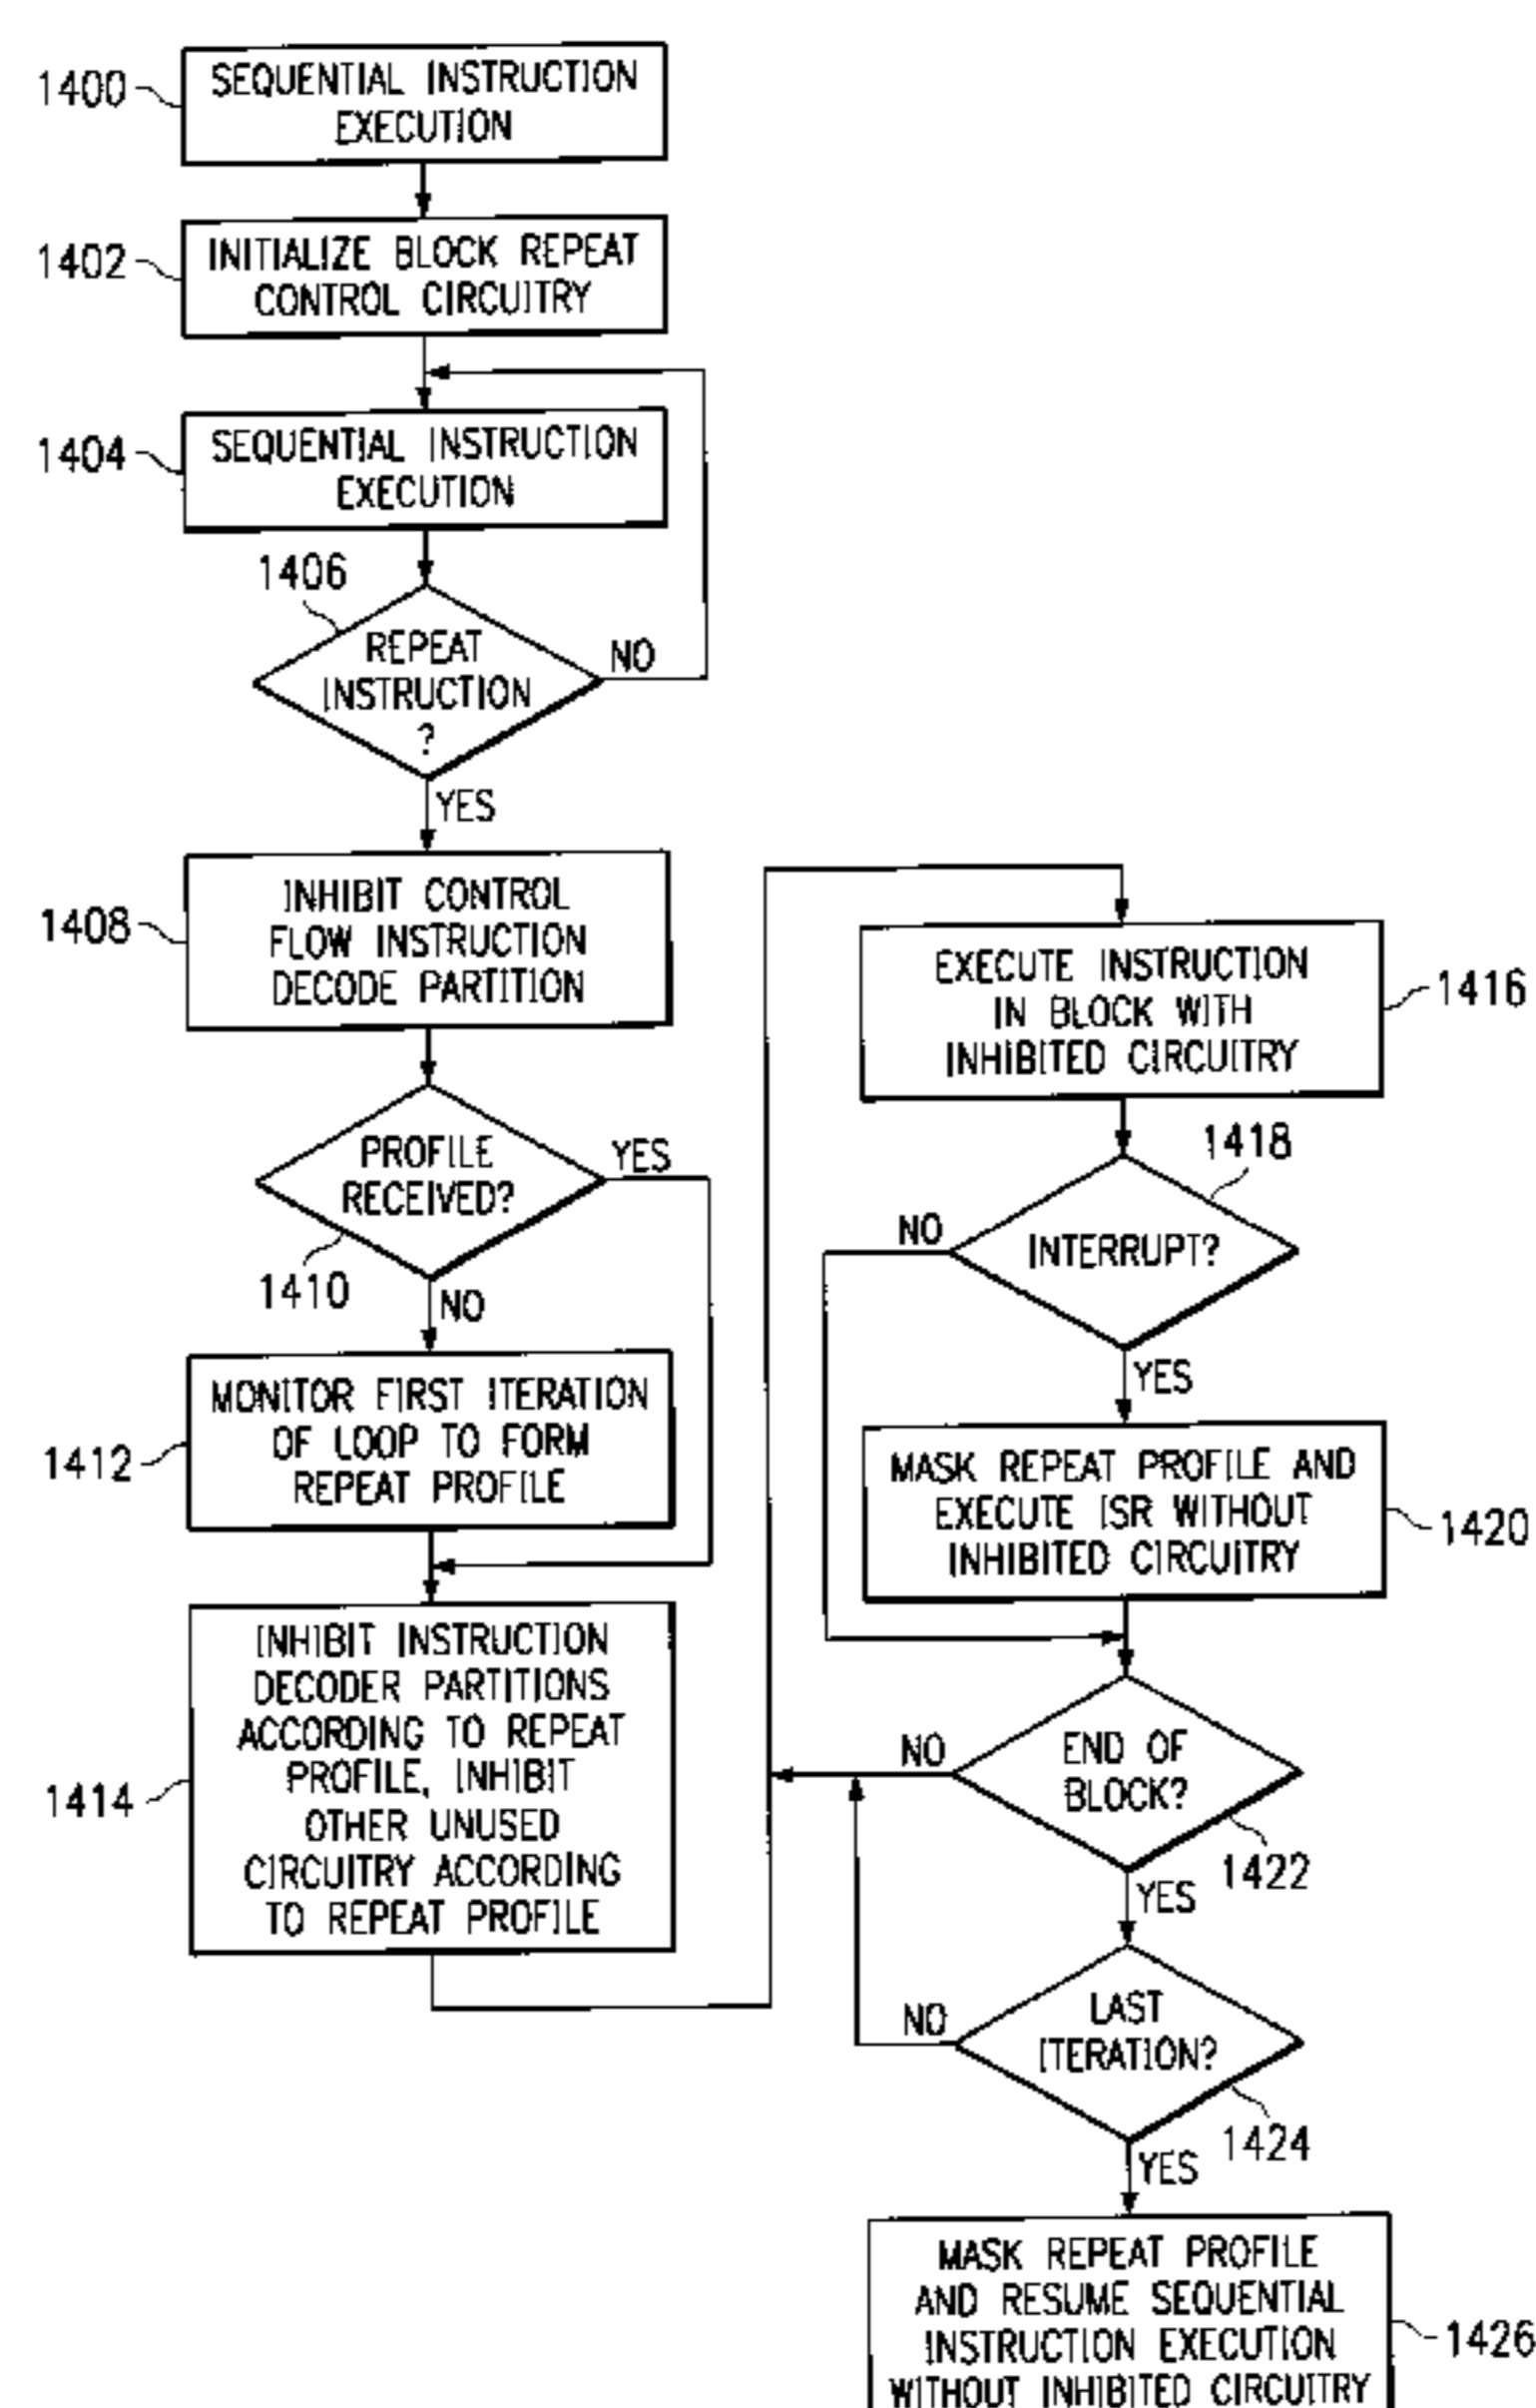 1400
SEQUENTIAL INSTRUCTION
EXECUTION
1402
INITIALIZE BLOCK REPEAT
CONTROL CIRCUITRY
1404
SEQUENTIAL INSTRUCTION
EXECUTION
1406
REPEAT
INSTRUCTION
?
NO
YES
1408
INHIBIT CONTROL
FLOW INSTRUCTION
DECODE PARTITION
PROFILE
RECEIVED?
YES
1410
NO
1412
MONITOR FIRST ITERATION
OF LOOP TO FORM
REPEAT PROFILE
1414
INHIBIT INSTRUCTION
DECODER PARTITIONS
ACCORDING TO REPEAT
PROFILE, INHIBIT
OTHER UNUSED
CIRCUITRY ACCORDING
TO REPEAT PROFILE
EXECUTE INSTRUCTION
IN BLOCK WITH
INHIBITED CIRCUITRY
1416
1418
NO
INTERRUPT?
YES
MASK REPEAT PROFILE AND
EXECUTE ISR WITHOUT
INHIBITED CIRCUITRY
1420
NO
END OF
BLOCK?
1422
YES
NO
LAST
ITERATION?
1424
YES
MASK REPEAT PROFILE
AND RESUME SEQUENTIAL
INSTRUCTION EXECUTION
WITHOUT INHIBITED CIRCUITRY
1426